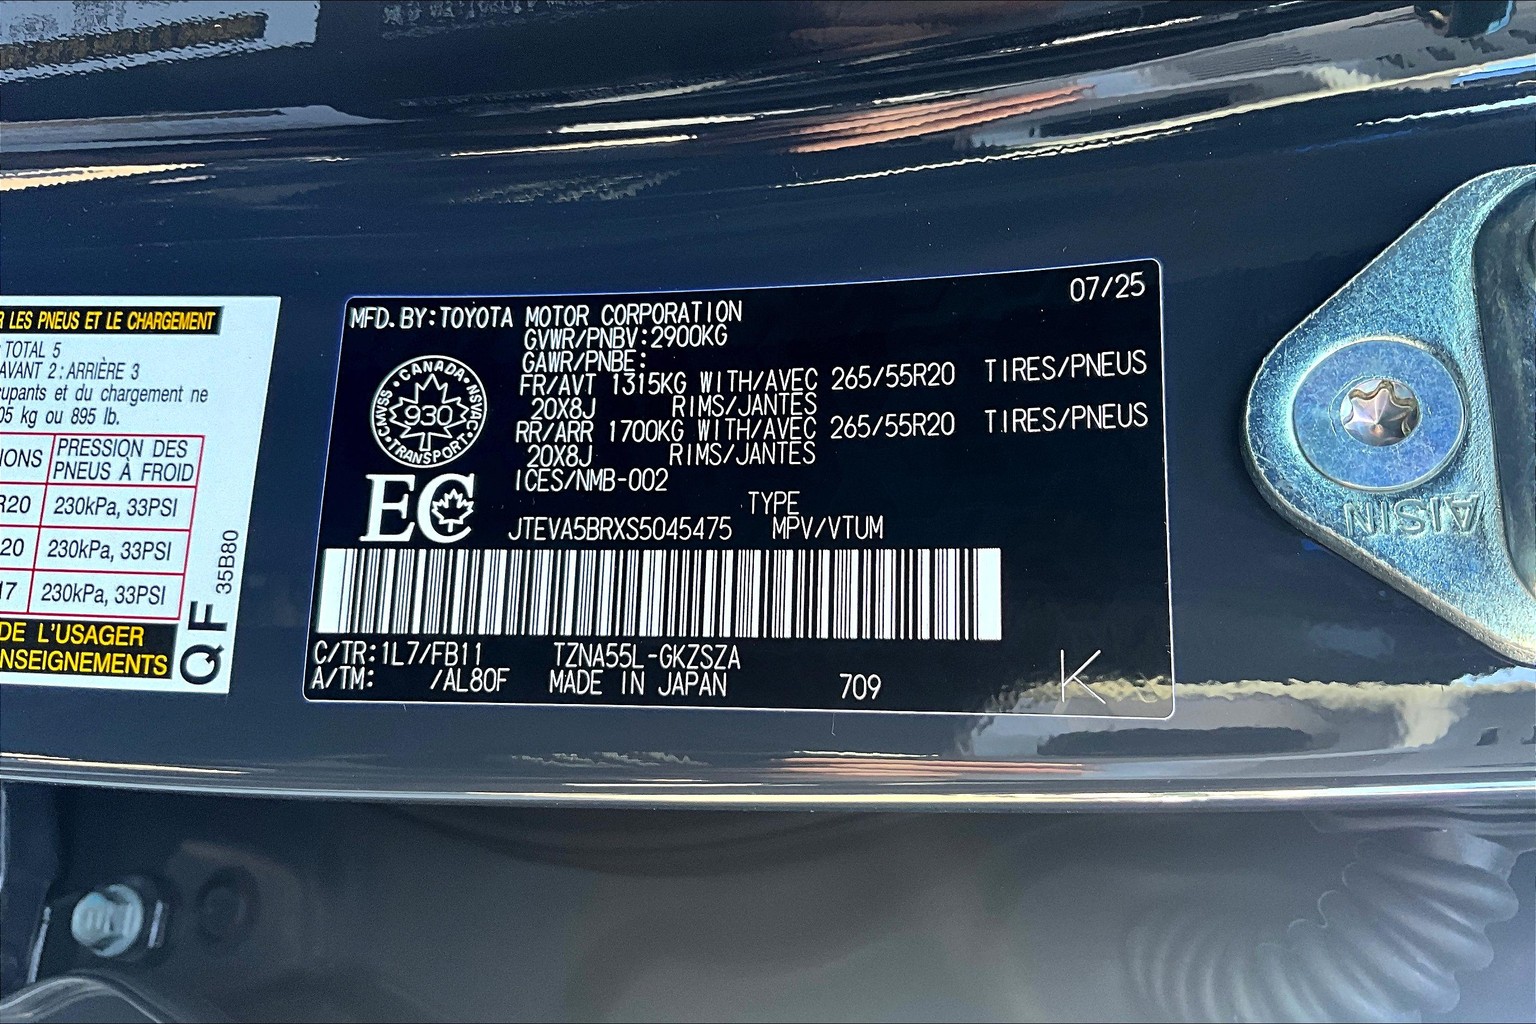 R LES PNEUS ET LE CHARGEMENT
TOTAL 5
AVANT 2 : ARRIÈRE 3
cupants et du chargement ne
05 kg ou 895 lb.
IONS PRESSION DES PNEUS À FROID
R20 230kPa, 33PSI
20 230kPa, 33PSI
17 230kPa, 33PSI
DE L'USAGER
NSEIGNEMENTS
QF
35B80
07/25
MFD. BY: TOYOTA MOTOR CORPORATION
GVWR/PNBV: 2900KG
GAWR/PNBE:
FR/AVT 1315KG WITH/AVEC 265/55R20 TIRES/PNEUS
20X8J RIMS/JANTES
RR/ARR 1700KG WITH/AVEC 265/55R20 TIRES/PNEUS
20X8J RIMS/JANTES
ICES/NMB-002
CANADA
CMVSS 930 NSVAC
TRANSPORT
EC
TYPE
JTEVA5BRXS5045475 MPV/VTUM
C/TR: 1L7/FB11 TZNA55L-GKZSZA
A/TM: /AL80F MADE IN JAPAN 709 K
AISIN